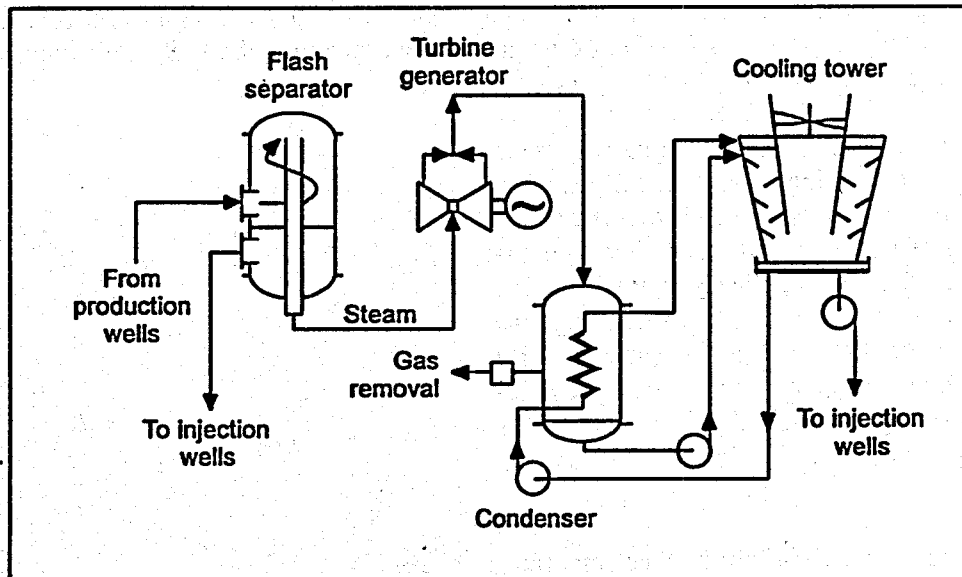 Flash
separator
Turbine
generator
Cooling tower
From
production
wells
Steam
Gas
removal
To injection
wells
To injection
wells
Condenser